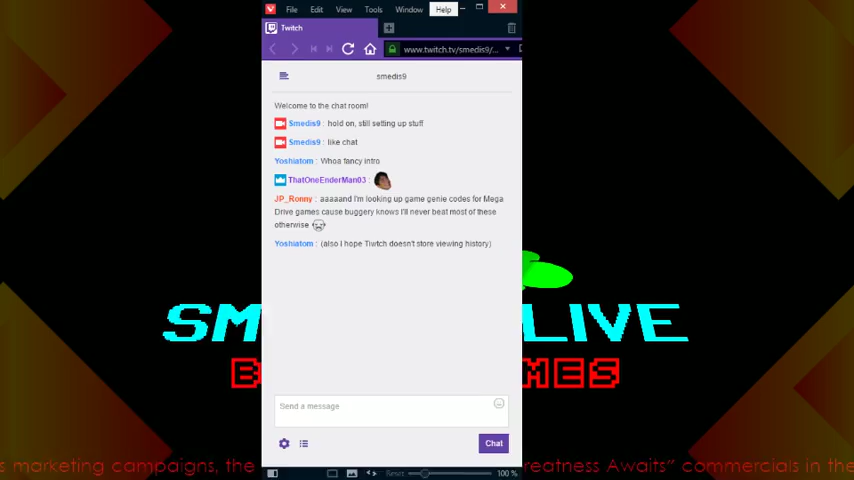 File Edit View Tools Window Help
Twitch
www.twitch.tv/smedis9/...
smedis9
Welcome to the chat room!
Smedis9 : hold on, still setting up stuff
Smedis9 : like chat
Yoshiatom : Whoa fancy intro
ThatOneEnderMan03 :
JP_Ronny : aaaaand I'm looking up game genie codes for Mega
Drive games cause buggery knows I'll never beat most of these
otherwise
Yoshiatom : (also I hope Tiwtch doesn't store viewing history)
SM LIVE
B MES
Send a message
Chat
s marketing campaigns, the reatness Awaits" commercials in the
Reset 100 %